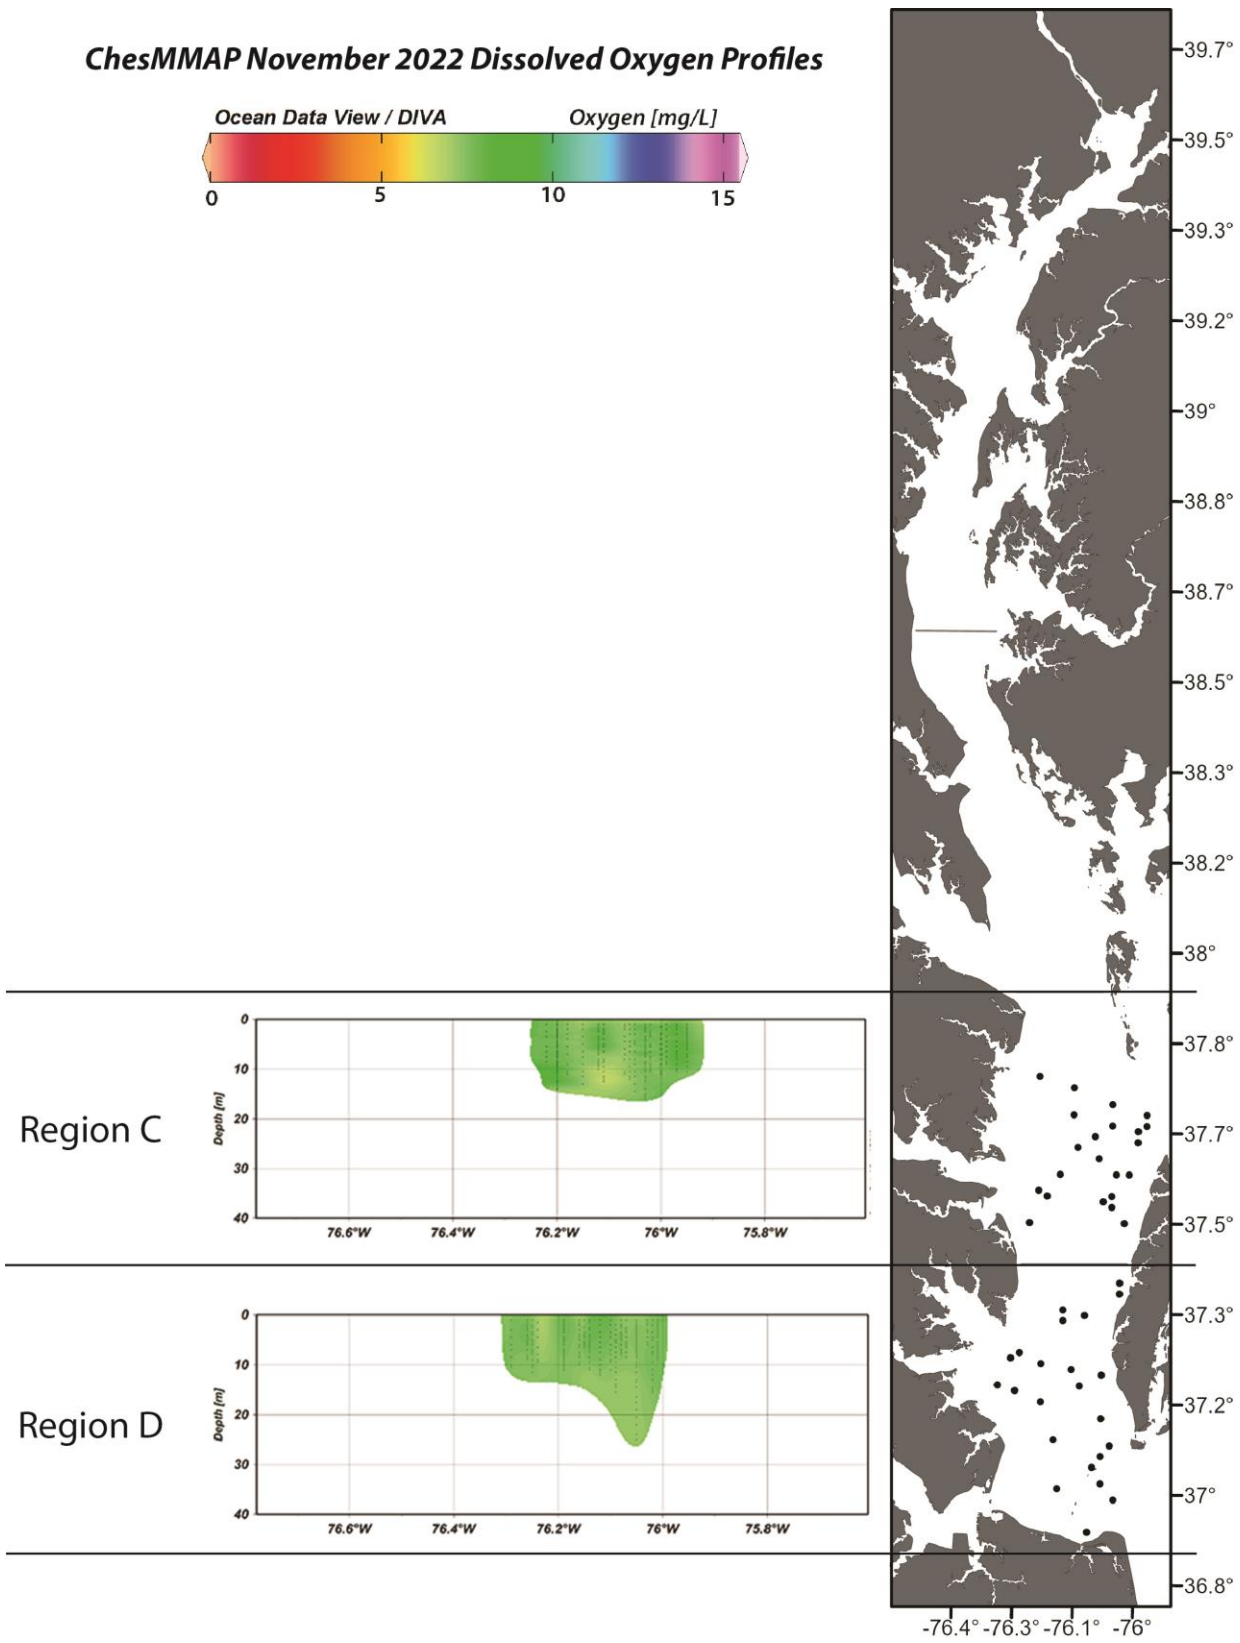 ChesMMAP November 2022 Dissolved Oxygen Profiles
Ocean Data View / DIVA Oxygen [mg/L]
0 5 10 15
39.7°
39.5°
39.3°
39.2°
39°
38.8°
38.7°
38.5°
38.3°
38.2°
38°
37.8°
37.7°
37.5°
37.3°
37.2°
37°
36.8°
-76.4° -76.3° -76.1° -76°
Region C
Depth [m]
0
10
20
30
40
76.6°W 76.4°W 76.2°W 76°W 75.8°W
Region D
Depth [m]
0
10
20
30
40
76.6°W 76.4°W 76.2°W 76°W 75.8°W